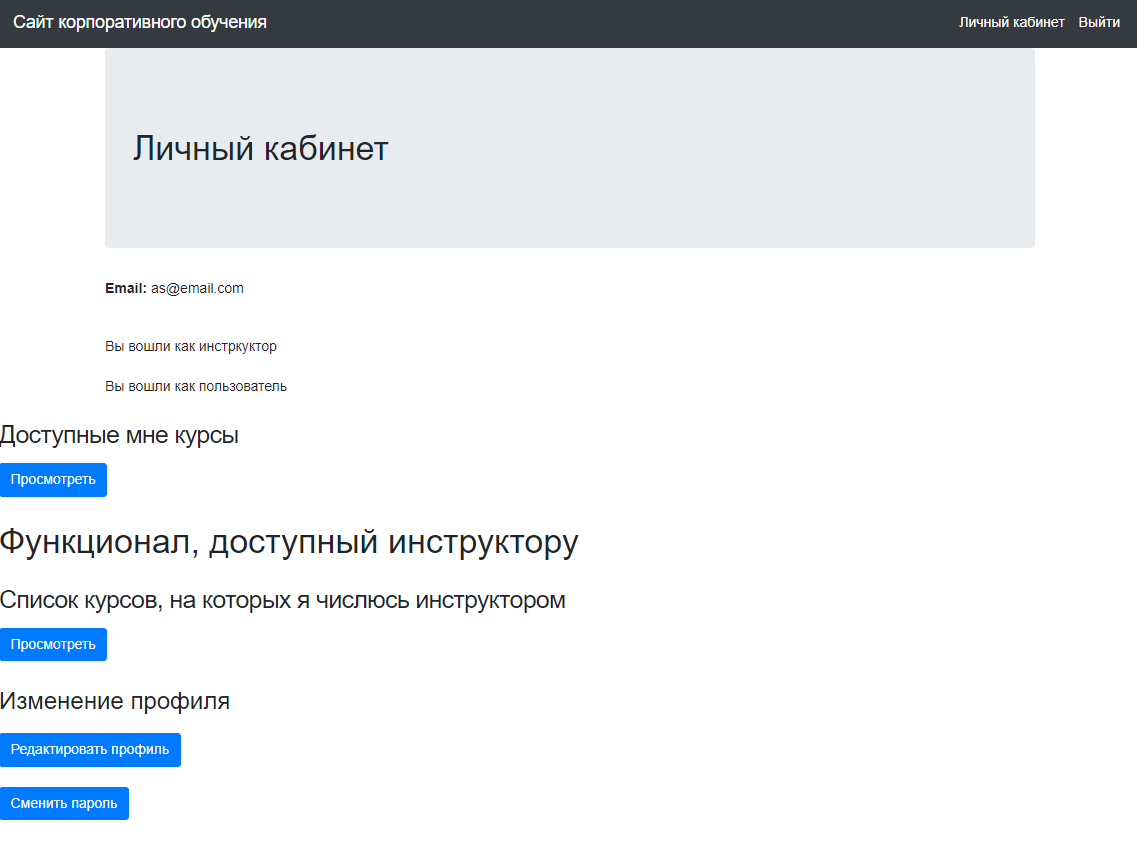 Сайт корпоративного обучения
Личный кабинет Выйти
Личный кабинет
Email: as@email.com
Вы вошли как инстркуктор
Вы вошли как пользователь
Доступные мне курсы
Просмотреть
Функционал, доступный инструктору
Список курсов, на которых я числюсь инструктором
Просмотреть
Изменение профиля
Редактировать профиль
Сменить пароль